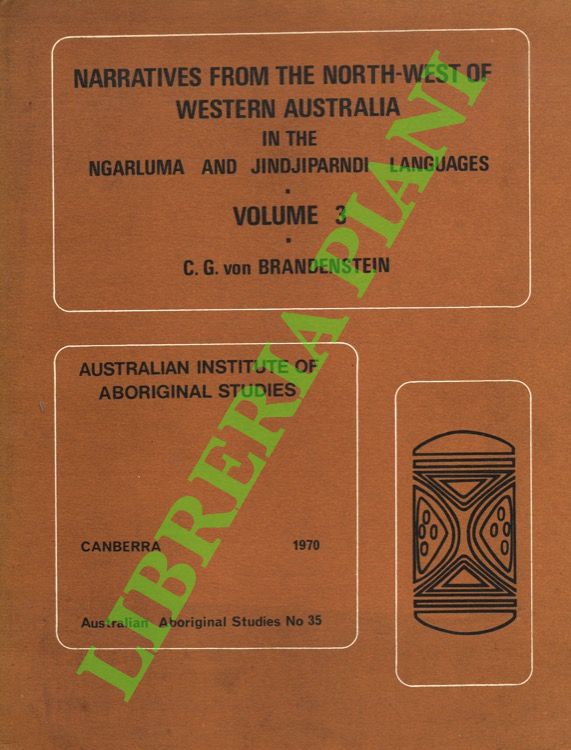 NARRATIVES FROM THE NORTH-WEST OF
WESTERN AUSTRALIA
IN THE
NGARLUMA AND JINDJIPARNDI LANGUAGES
.
VOLUME 3
.
C. G. von BRANDENSTEIN
AUSTRALIAN INSTITUTE OF
ABORIGINAL STUDIES
CANBERRA 1970
Australian Aboriginal Studies No 35
LIBRERIA PIANI